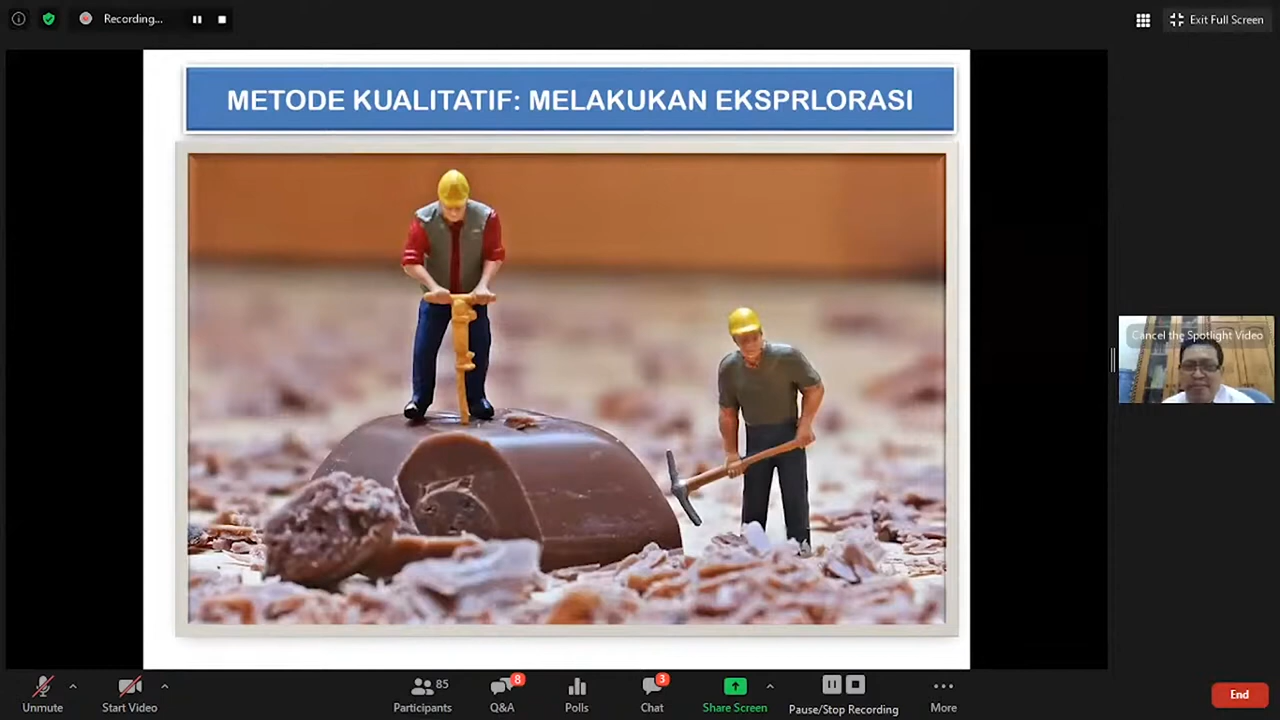 Recording...
Exit Full Screen
METODE KUALITATIF: MELAKUKAN EKSPRLORASI
Cancel the Spotlight Video
Unmute
Start Video
85
Participants
8
Q&A
Polls
3
Chat
Share Screen
Pause/Stop Recording
More
End